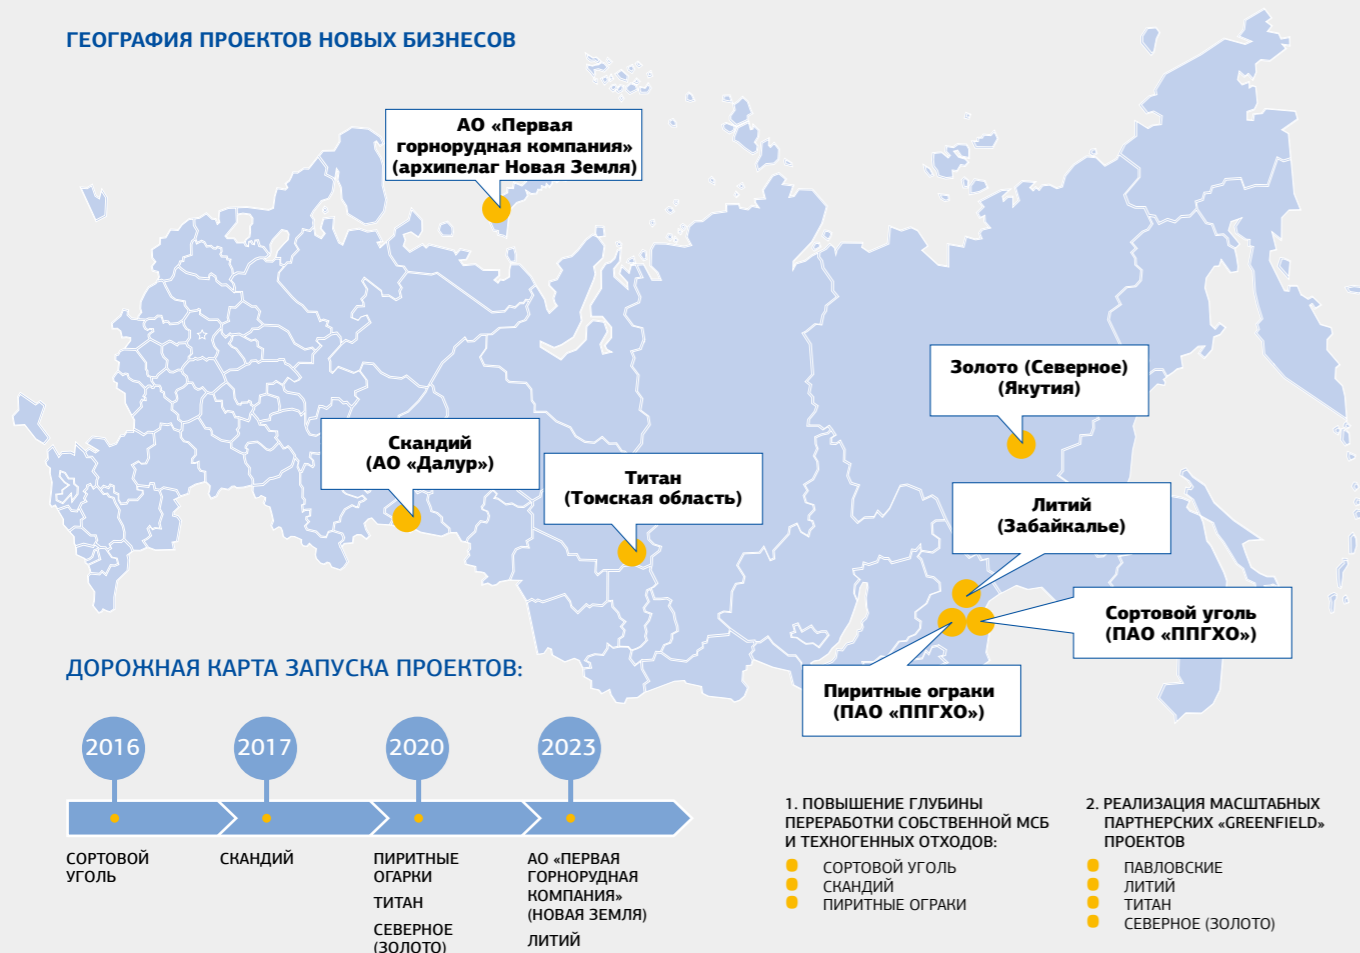 ГЕОГРАФИЯ ПРОЕКТОВ НОВЫХ БИЗНЕСОВ
АО «Первая
горнорудная компания»
(архипелаг Новая Земля)
Золото (Северное)
(Якутия)
Скандий
(АО «Далур»)
Титан
(Томская область)
Литий
(Забайкалье)
Сортовой уголь
(ПАО «ППГХО»)
Пиритные ограки
(ПАО «ППГХО»)
ДОРОЖНАЯ КАРТА ЗАПУСКА ПРОЕКТОВ:
2016
2017
2020
2023
СОРТОВОЙ
УГОЛЬ
СКАНДИЙ
ПИРИТНЫЕ
ОГАРКИ
ТИТАН
СЕВЕРНОЕ
(ЗОЛОТО)
АО «ПЕРВАЯ
ГОРНОРУДНАЯ
КОМПАНИЯ»
(НОВАЯ ЗЕМЛЯ)
ЛИТИЙ
1. ПОВЫШЕНИЕ ГЛУБИНЫ
ПЕРЕРАБОТКИ СОБСТВЕННОЙ МСБ
И ТЕХНОГЕННЫХ ОТХОДОВ:
СОРТОВОЙ УГОЛЬ
СКАНДИЙ
ПИРИТНЫЕ ОГРАКИ
2. РЕАЛИЗАЦИЯ МАСШТАБНЫХ
ПАРТНЕРСКИХ «GREENFIELD»
ПРОЕКТОВ
ПАВЛОВСКИЕ
ЛИТИЙ
ТИТАН
СЕВЕРНОЕ (ЗОЛОТО)